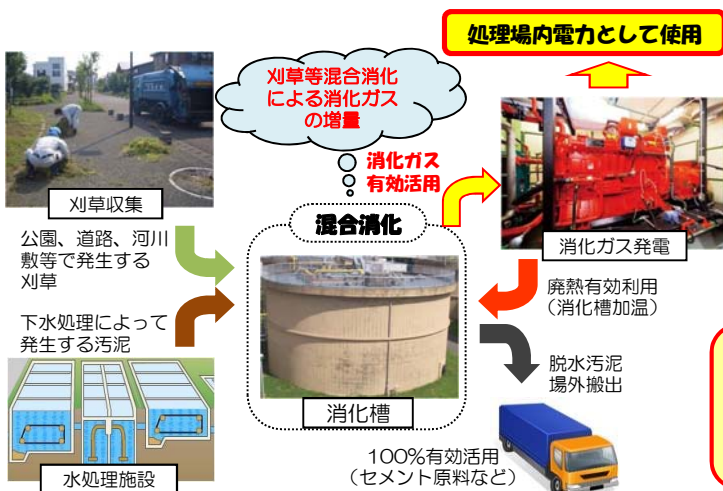 処理場内電力として使用
刈草等混合消化
による消化ガス
の増量
消化ガス
有効活用
刈草収集
混合消化
消化ガス発電
公園、道路、河川
敷等で発生する
刈草
廃熱有効利用
（消化槽加温）
下水処理によって
発生する汚泥
脱水汚泥
場外搬出
消化槽
100%有効活用
（セメント原料など）
水処理施設